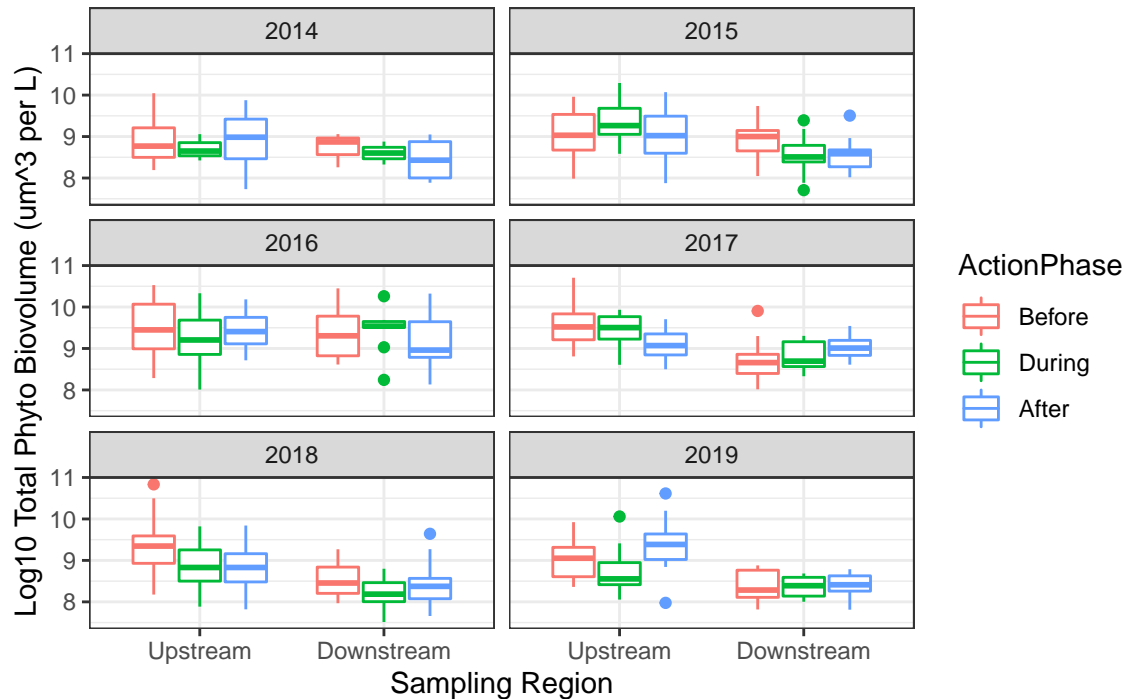 Log10 Total Phyto Biovolume (um^3 per L)
2014
2015
11
10
9
8
2016
2017
11
10
9
8
2018
2019
11
10
9
8
Upstream
Downstream
Upstream
Downstream
Sampling Region
ActionPhase
Before
During
After